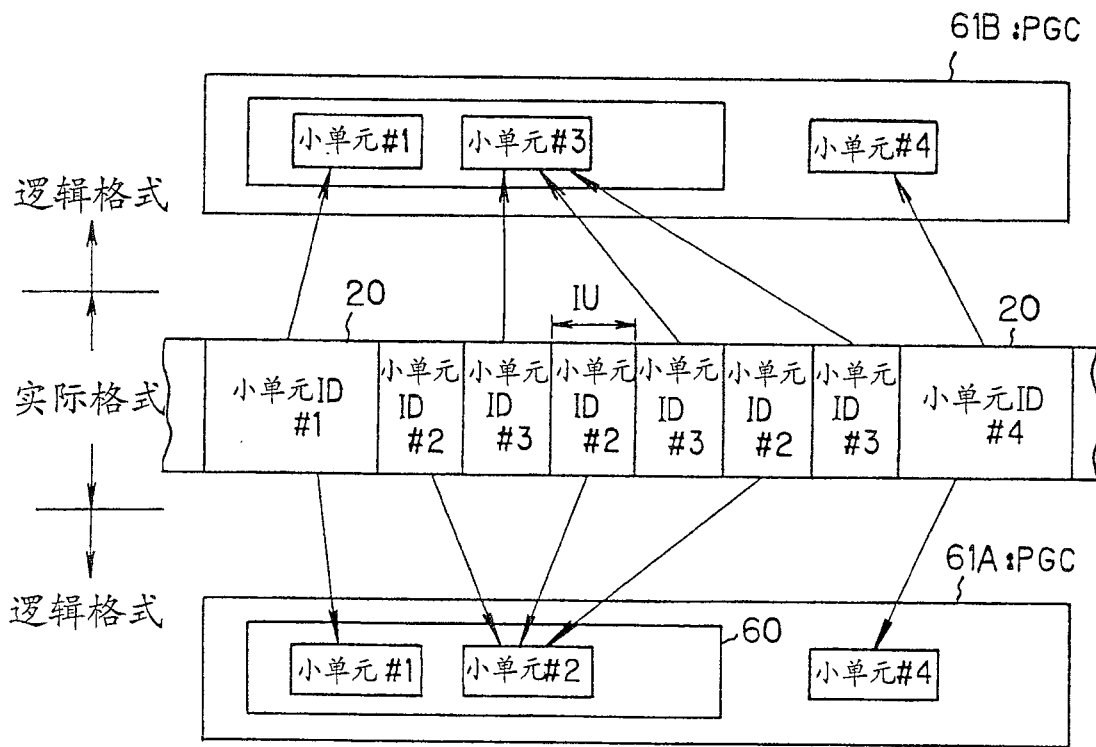 61B:PGC
小单元#1
小单元#3
小单元#4
逻辑格式
20
IU
20
实际格式
小单元ID
#1
小单元
ID
#2
小单元
ID
#3
小单元
ID
#2
小单元
ID
#3
小单元
ID
#2
小单元
ID
#3
小单元ID
#4
逻辑格式
61A:PGC
60
小单元#1
小单元#2
小单元#4